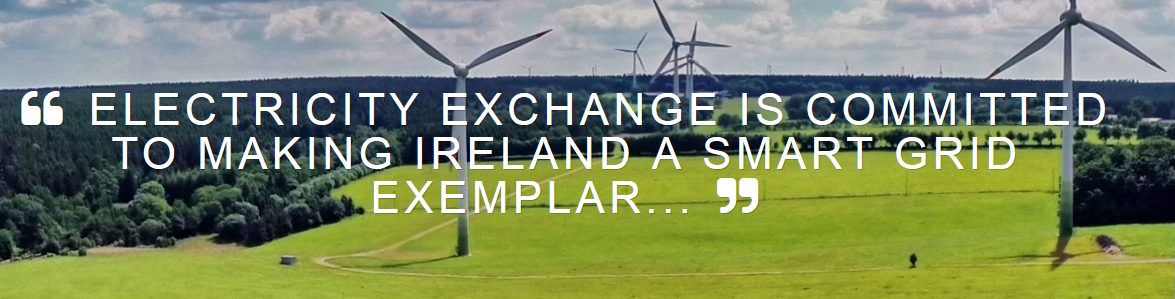 ❝ ELECTRICITY EXCHANGE IS COMMITTED
TO MAKING IRELAND A SMART GRID
EXEMPLAR... ❞